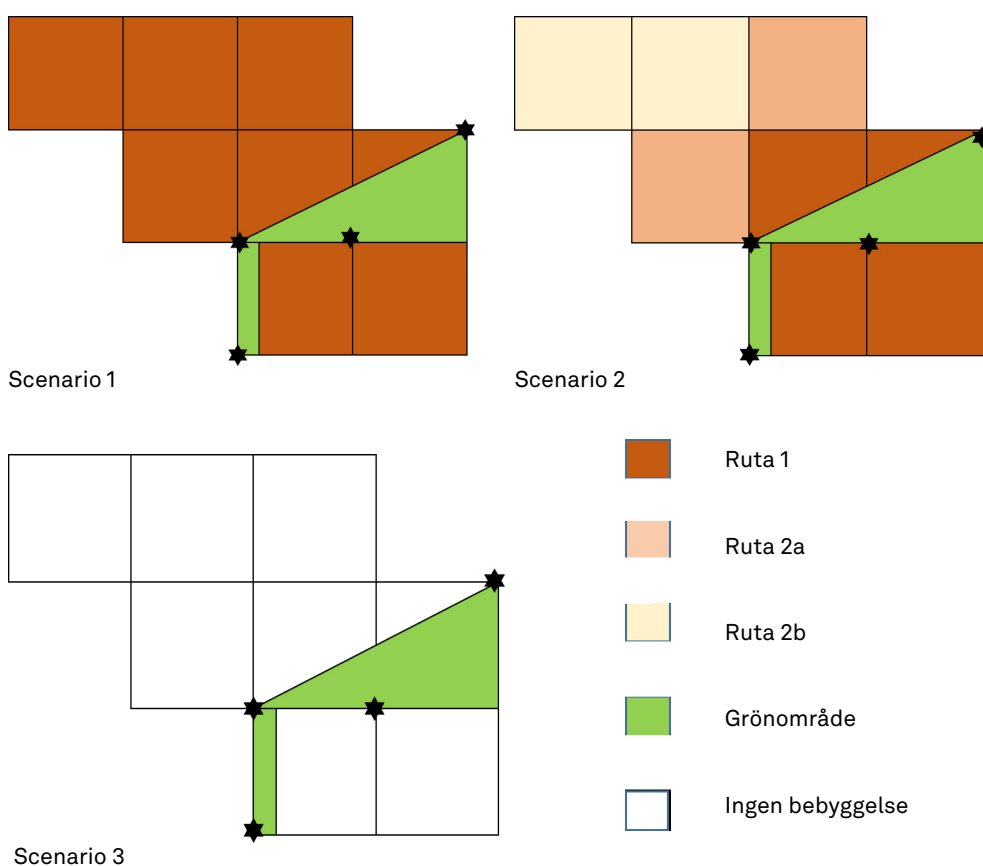 Scenario 1
Scenario 2
Ruta 1
Ruta 2a
Ruta 2b
Grönområde
Ingen bebyggelse
Scenario 3